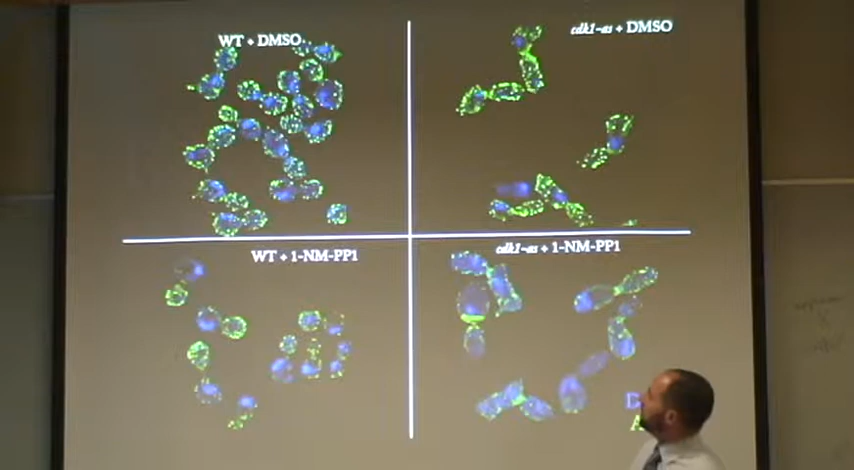 WT + DMSO
cdk1-as + DMSO
WT + 1-NM-PP1
cdk1-as + 1-NM-PP1